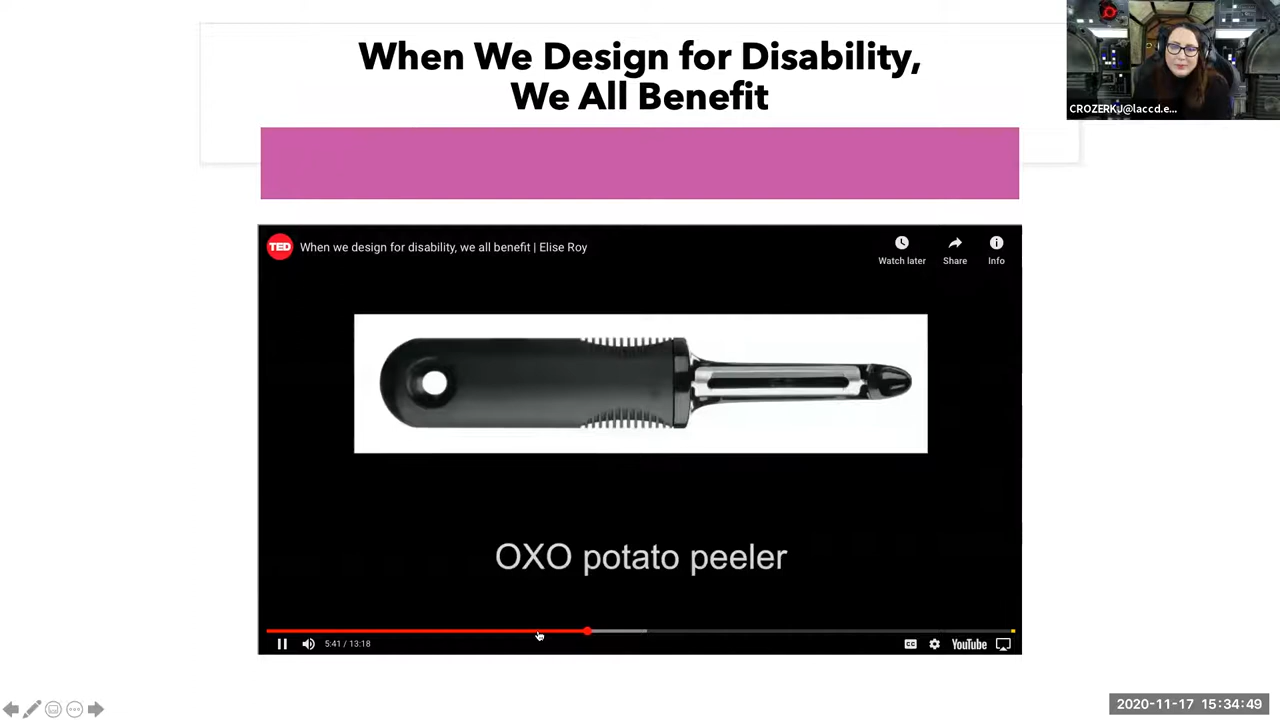 When We Design for Disability,
We All Benefit
CROZERKJ@laccd.e...
TED
When we design for disability, we all benefit | Elise Roy
Watch later
Share
Info
OXO potato peeler
5:41 / 13:18
CC
YouTube
2020-11-17 15:34:49